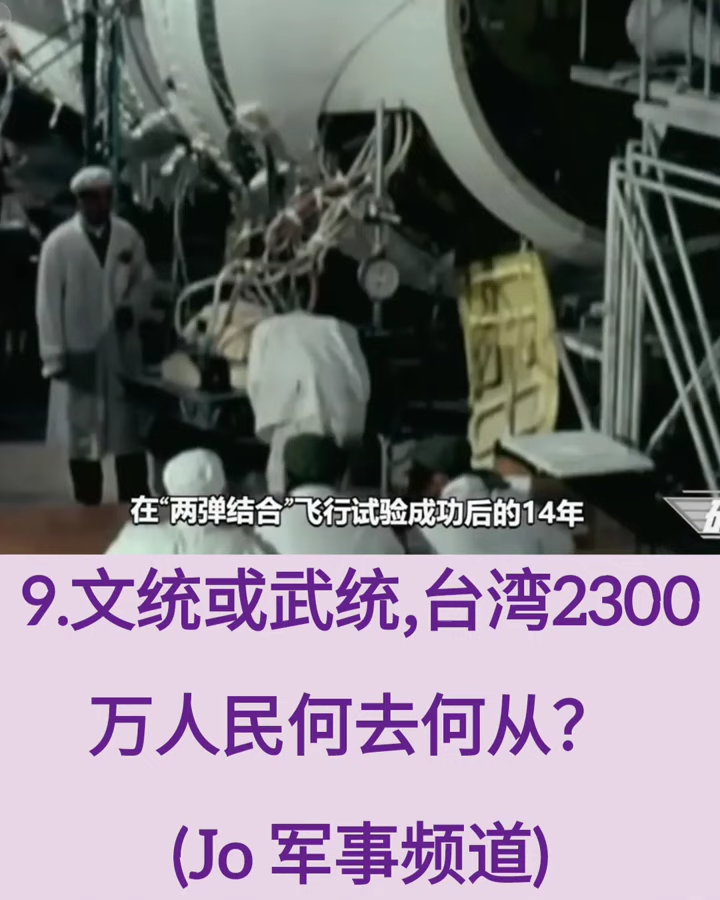 在“两弹结合”飞行试验成功后的14年
9.文统或武统,台湾2300
万人民何去何从？
(Jo 军事频道)